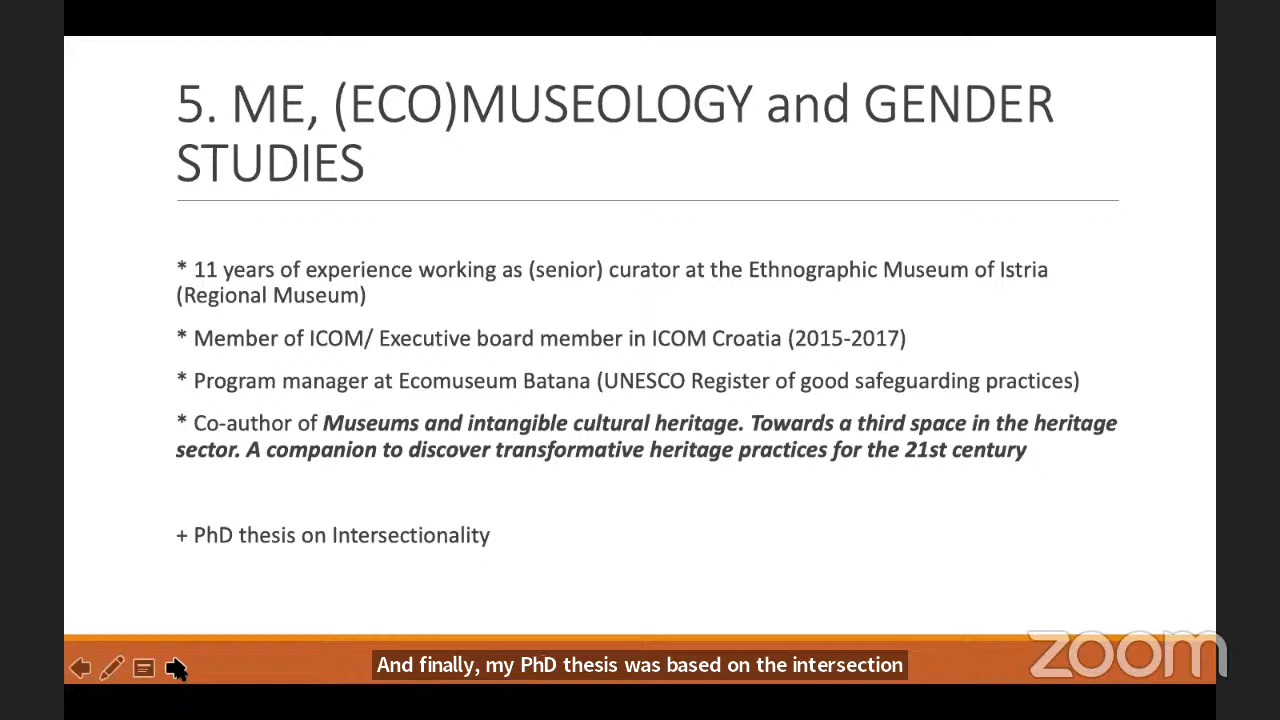 5. ME, (ECO)MUSEOLOGY and GENDER
STUDIES
* 11 years of experience working as (senior) curator at the Ethnographic Museum of Istria
(Regional Museum)
* Member of ICOM/ Executive board member in ICOM Croatia (2015-2017)
* Program manager at Ecomuseum Batana (UNESCO Register of good safeguarding practices)
* Co-author of Museums and intangible cultural heritage. Towards a third space in the heritage
sector. A companion to discover transformative heritage practices for the 21st century
+ PhD thesis on Intersectionality
And finally, my PhD thesis was based on the intersection
zoom